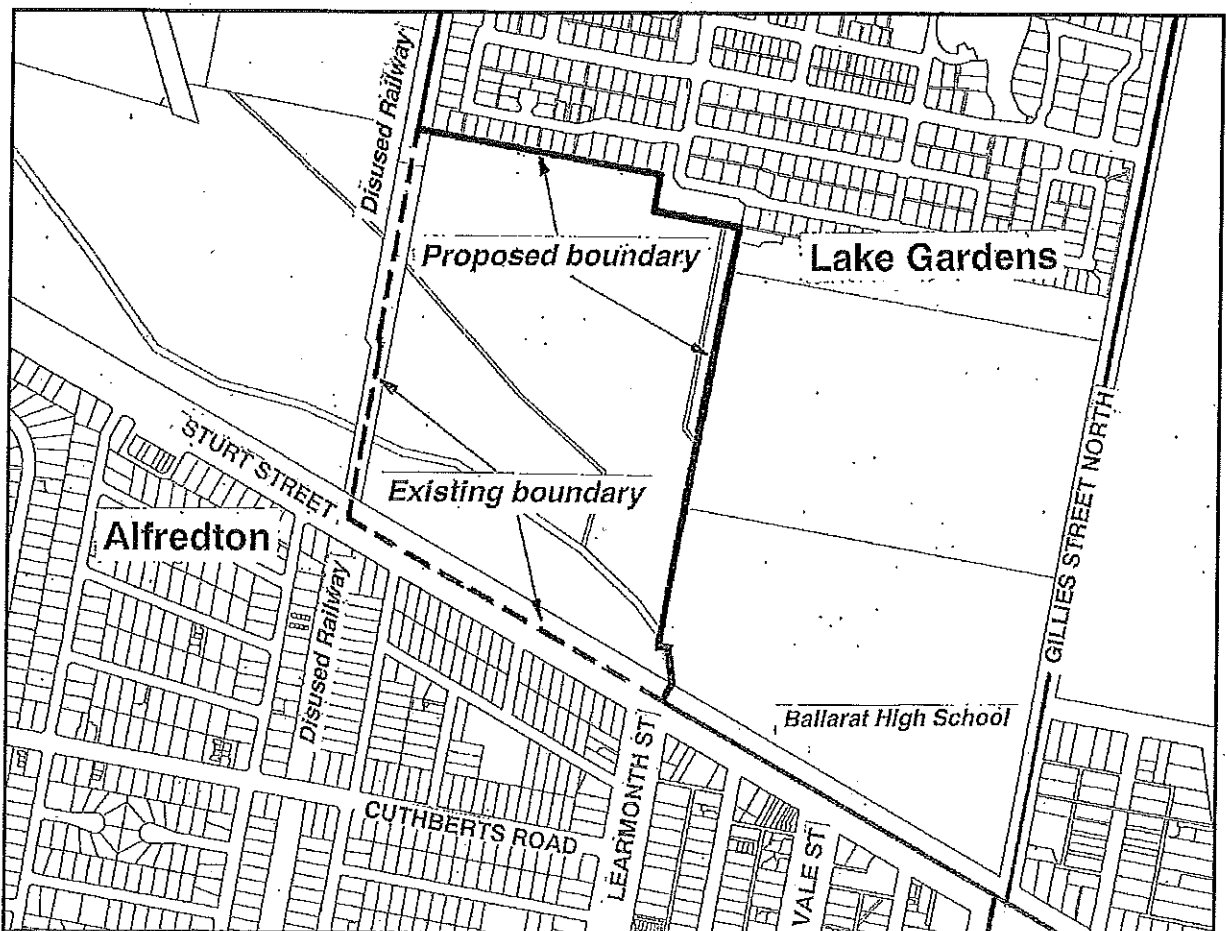 Disused Railway
Proposed boundary
Lake Gardens
STURT STREET
Existing boundary
Alfredton
Disused Railway
GILLIES STREET NORTH
Ballarat High School
LEARMONTH ST
CUTHBERTS ROAD
VALE ST